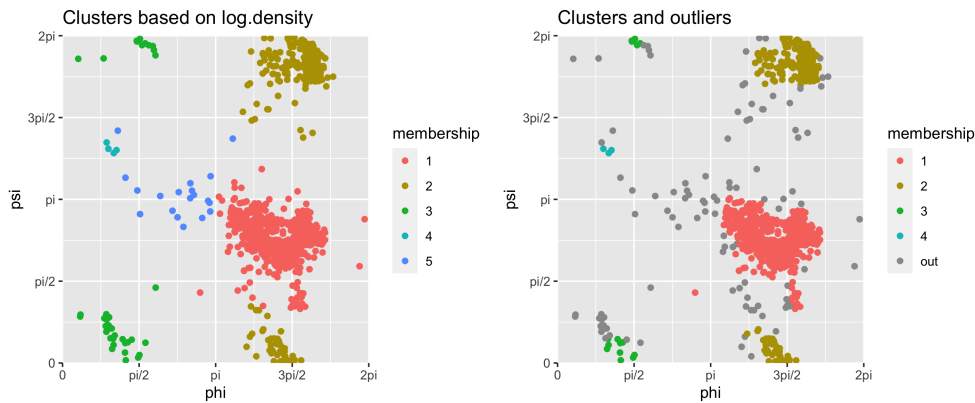 Clusters based on log.density
2pi
3pi/2
pi
pi/2
0
psi
0
pi/2
pi
3pi/2
2pi
phi
membership
1
2
3
4
5
Clusters and outliers
2pi
3pi/2
pi
pi/2
0
psi
0
pi/2
pi
3pi/2
2pi
phi
membership
1
2
3
4
out